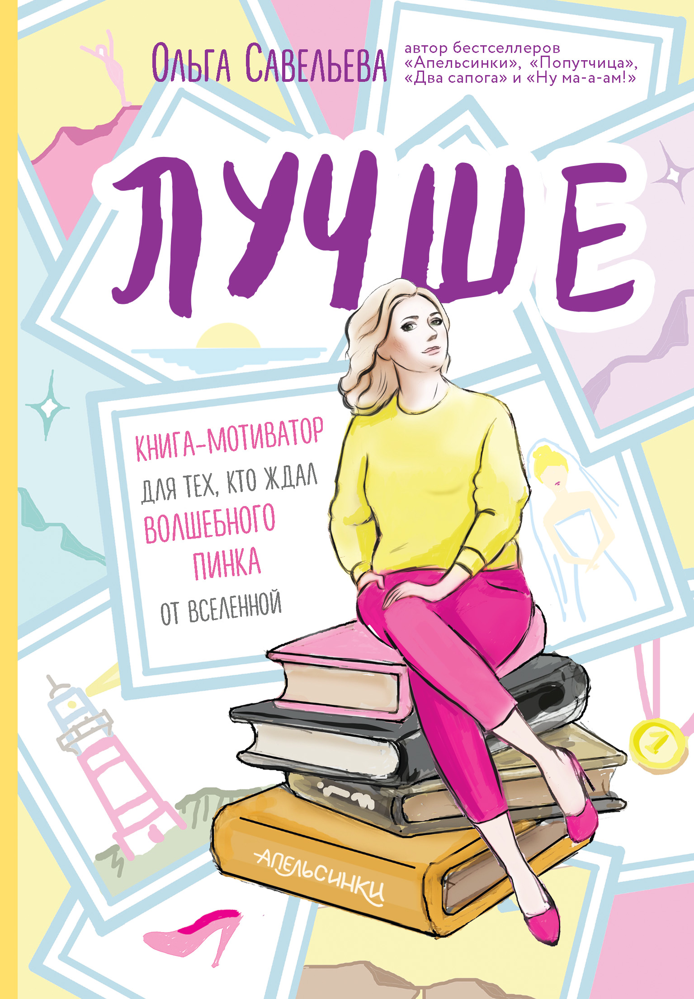 Ольга Савельева
автор бестселлеров
«Апельсинки», «Попутчица»,
«Два сапога» и «Ну ма-а-ам!»
ЛУЧШЕ
КНИГА-МОТИВАТОР
ДЛЯ ТЕХ, КТО ЖДАЛ
ВОЛШЕБНОГО
ПИНКА
ОТ ВСЕЛЕННОЙ
1
АПЕЛЬСИНКИ